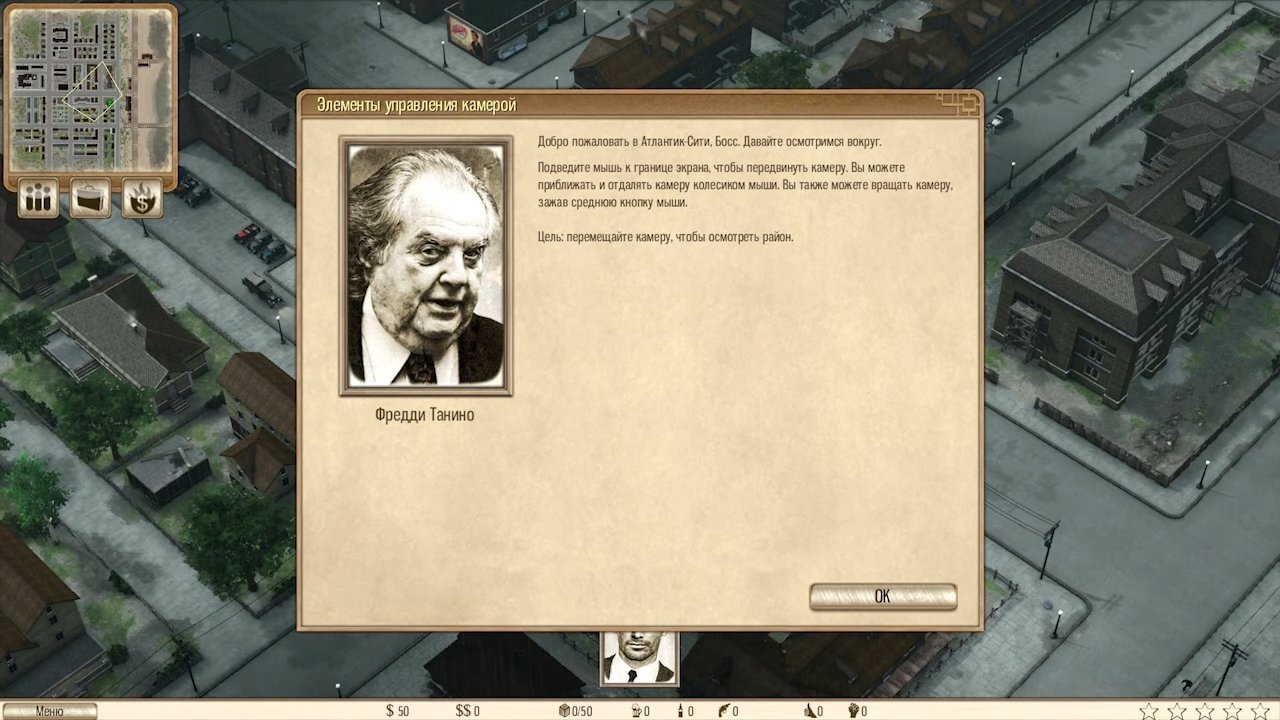 Элементы управления камерой
Добро пожаловать в Атлантик-Сити, Босс. Давайте осмотримся вокруг.
Подведите мышь к границе экрана, чтобы передвинуть камеру. Вы можете
приближать и отдалять камеру колесиком мыши. Вы также можете вращать камеру,
зажав среднюю кнопку мыши.
Цель: перемещайте камеру, чтобы осмотреть район.
Фредди Танино
ОК
Меню
$ 50
$$ 0
0/50
0
0
0
0
0